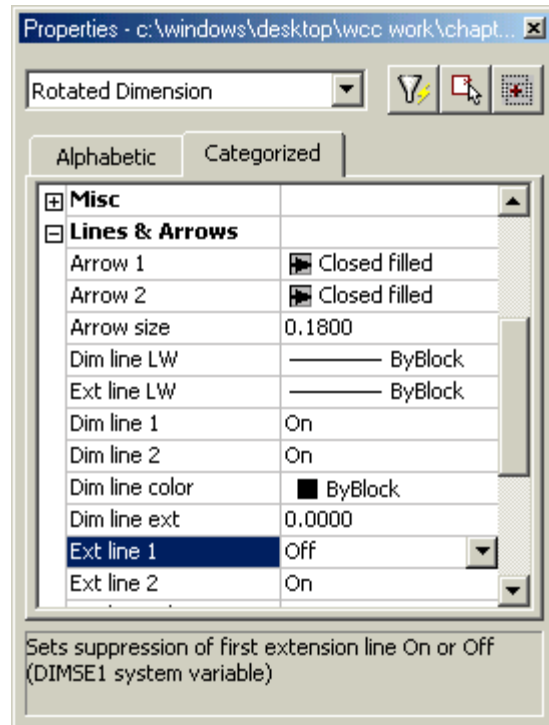 Properties - c:\windows\desktop\wcc work\chapt...
Rotated Dimension
Alphabetic Categorized
Misc
Lines & Arrows
Arrow 1 Closed filled
Arrow 2 Closed filled
Arrow size 0.1800
Dim line LW ByBlock
Ext line LW ByBlock
Dim line 1 On
Dim line 2 On
Dim line color ByBlock
Dim line ext 0.0000
Ext line 1 Off
Ext line 2 On
Sets suppression of first extension line On or Off
(DIMSE1 system variable)